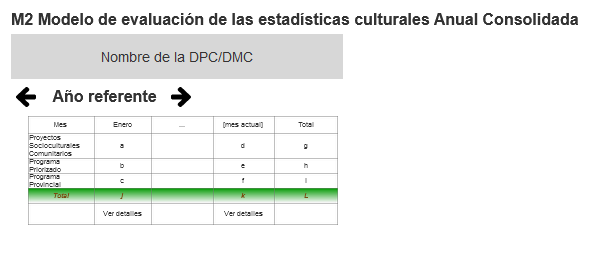 M2 Modelo de evaluación de las estadísticas culturales Anual Consolidada
Nombre de la DPC/DMC
Año referente
Mes Enero ... [mes actual] Total
Proyectos
Socioculturales a d g
Comunitarios
Programa
Priorizado b e h
Programa
Provincial c f I
Total j k L
Ver detalles Ver detalles